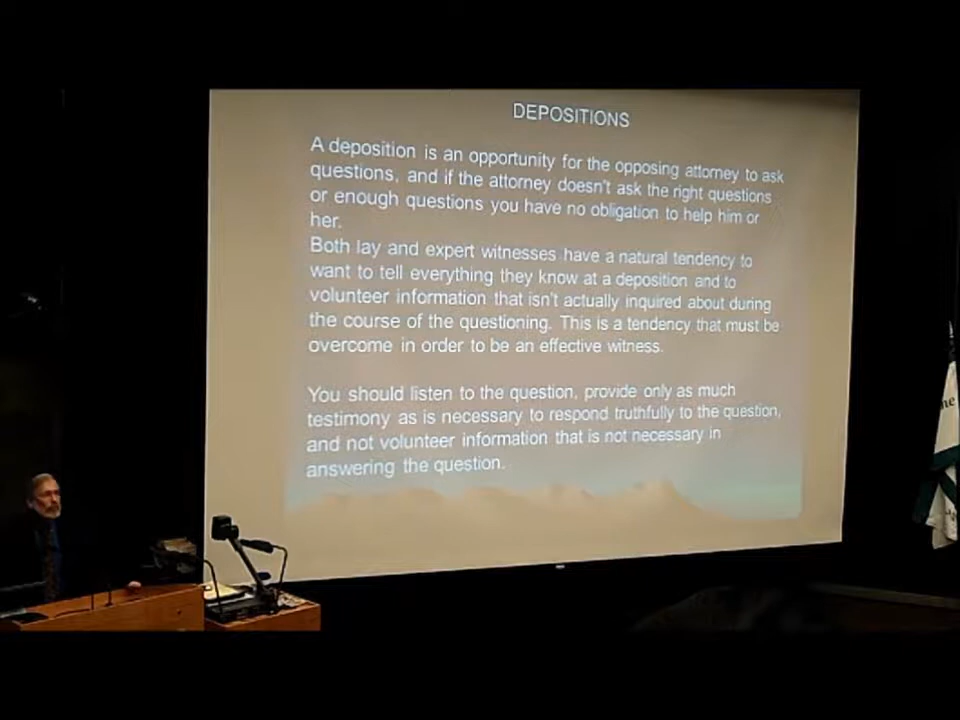 DEPOSITIONS
A deposition is an opportunity for the opposing attorney to ask
questions, and if the attorney doesn't ask the right questions
or enough questions you have no obligation to help him or
her.
Both lay and expert witnesses have a natural tendency to
want to tell everything they know at a deposition and to
volunteer information that isn't actually inquired about during
the course of the questioning. This is a tendency that must be
overcome in order to be an effective witness.
You should listen to the question, provide only as much
testimony as is necessary to respond truthfully to the question,
and not volunteer information that is not necessary in
answering the question.